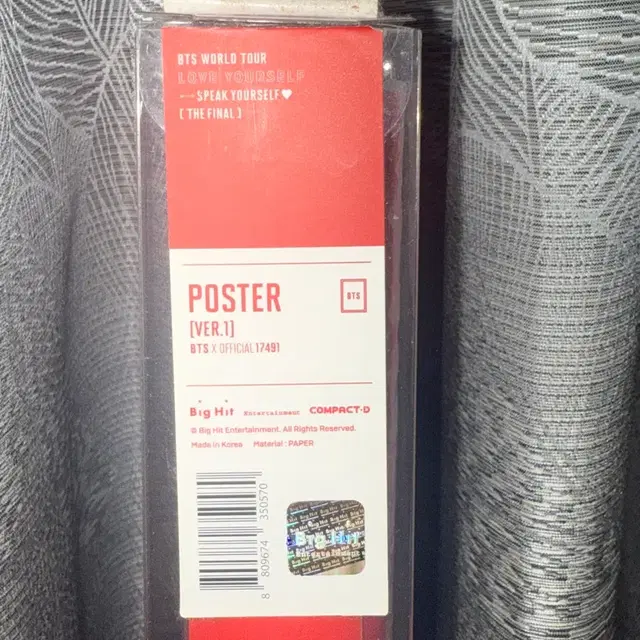 BTS WORLD TOUR
LOVE YOURSELF
SPEAK YOURSELF♥
[THE FINAL]
POSTER
BTS
[VER.1]
BTS X OFFICIAL 17491
Big Hit Entertainment COMPACT·D
© Big Hit Entertainment. All Rights Reserved.
Made in Korea Material : PAPER
8 809674 350570
Big Hit